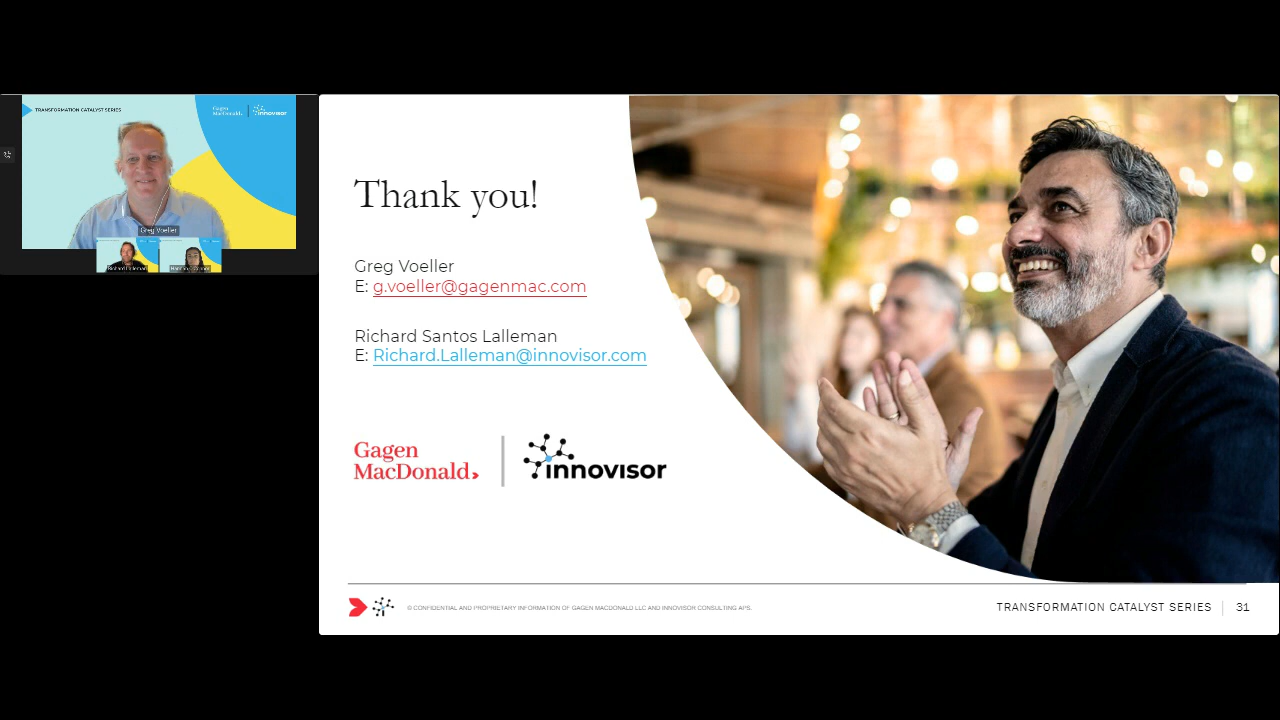 TRANSFORMATION CATALYST SERIES
Gagen
MacDonald
innovisor
Greg Voeller
Richard Lalleman
Thank you!
Greg Voeller
E: g.voeller@gagenmac.com
Richard Santos Lalleman
E: Richard.Lalleman@innovisor.com
Gagen
MacDonald
innovisor
© CONFIDENTIAL AND PROPRIETARY INFORMATION OF GAGEN MACDONALD LLC AND INNOVISOR CONSULTING APS.
TRANSFORMATION CATALYST SERIES 31